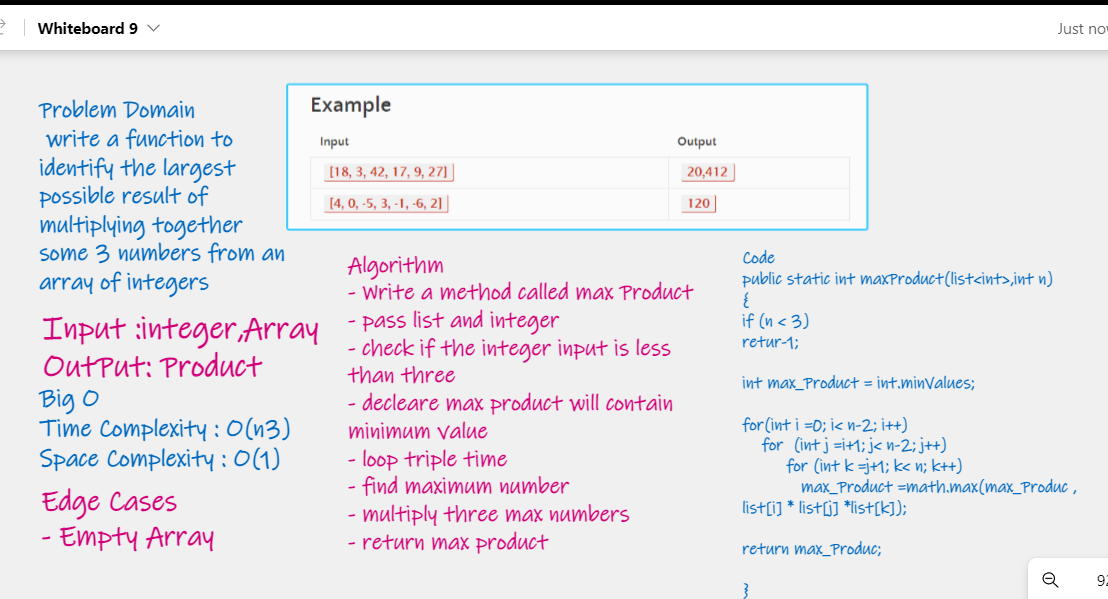 Whiteboard 9
Just now
Problem Domain
write a function to
identify the largest
possible result of
multiplying together
some 3 numbers from an
array of integers
Input :integer,Array
OutPut: Product
Big O
Time Complexity : O(n3)
Space Complexity : O(1)
Edge Cases
- Empty Array
Example
Input Output
[18, 3, 42, 17, 9, 27] 20,412
[4, 0, -5, 3, -1, -6, 2] 120
Algorithm
- Write a method called max Product
- pass list and integer
- check if the integer input is less
than three
- decleare max product will contain
minimum value
- loop triple time
- find maximum number
- multiply three max numbers
- return max product
Code
public static int maxProduct(list<int>,int n)
{
if (n < 3)
retur-1;
int max_Product = int.minValues;
for(int i =0; i< n-2; i++)
for (int j =i+1; j< n-2; j++)
for (int k =j+1; k< n; k++)
max_Product =math.max(max_Produc ,
list[i] * list[j] *list[k]);
return max_Produc;
}
92